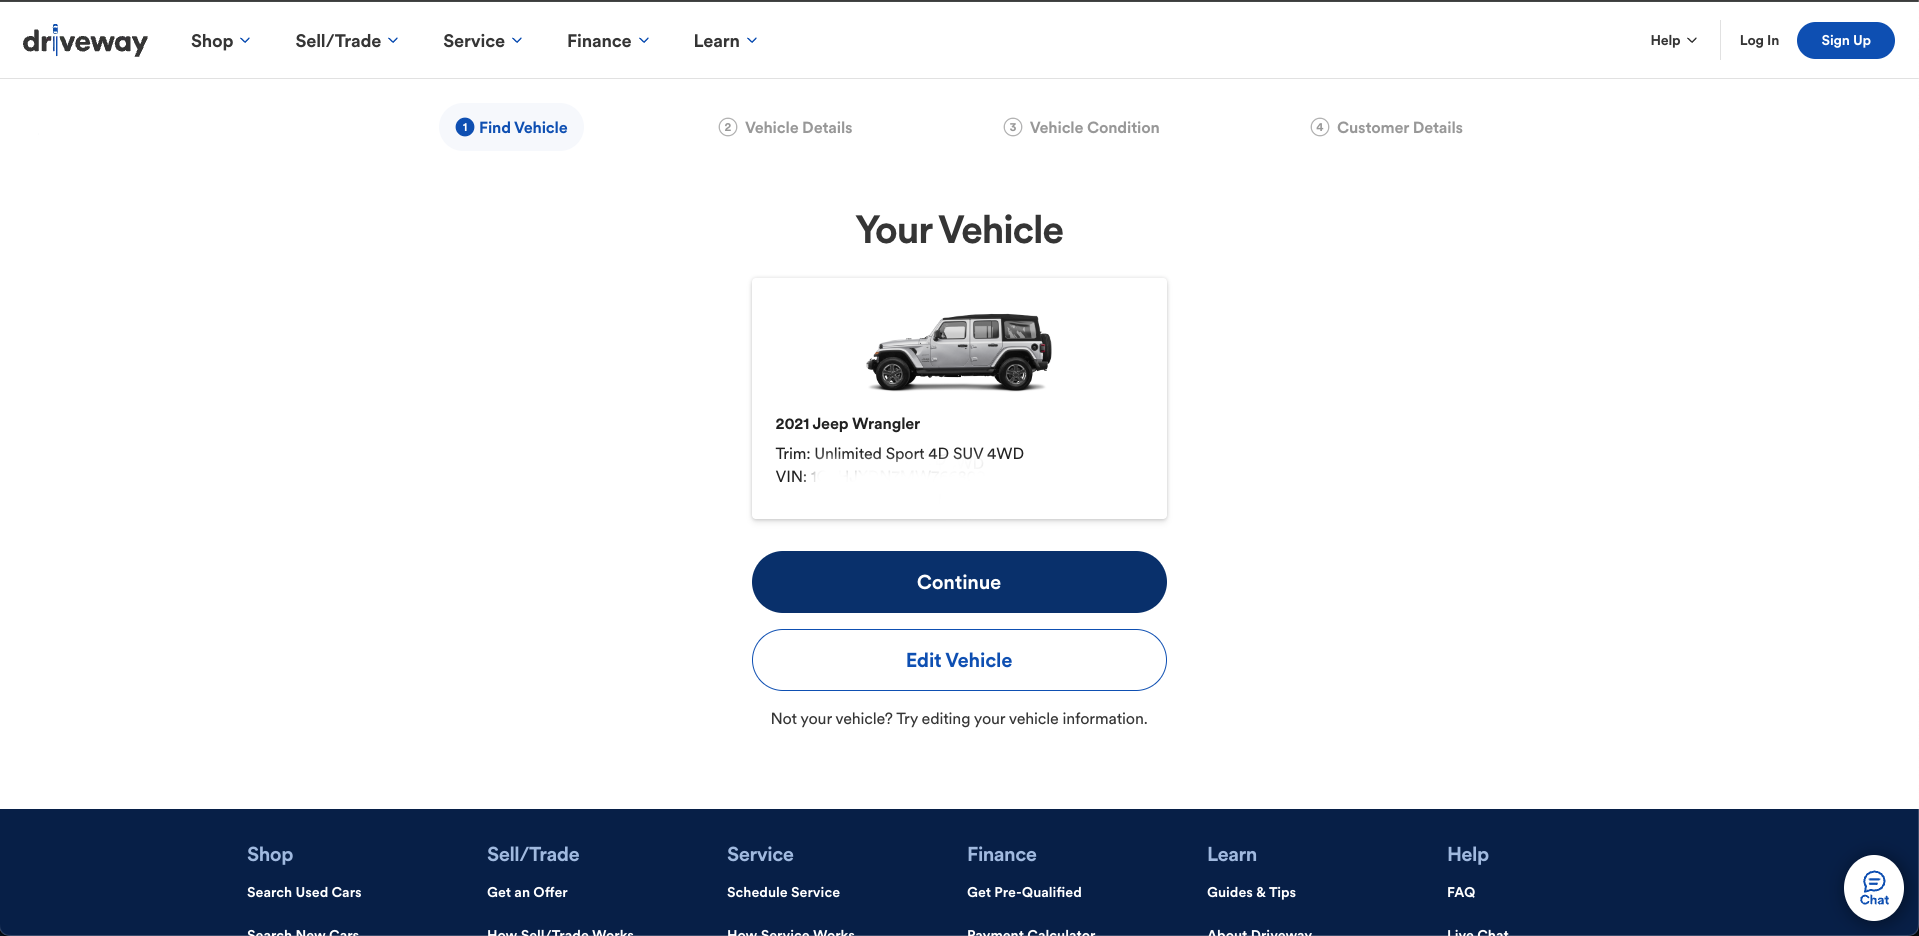 driveway
Shop Sell/Trade Service Finance Learn Help Log In Sign Up
1 Find Vehicle 2 Vehicle Details 3 Vehicle Condition 4 Customer Details
Your Vehicle
2021 Jeep Wrangler
Trim: Unlimited Sport 4D SUV 4WD
VIN:
Continue
Edit Vehicle
Not your vehicle? Try editing your vehicle information.
Shop Sell/Trade Service Finance Learn Help
Search Used Cars Get an Offer Schedule Service Get Pre-Qualified Guides & Tips FAQ
Chat
Search New Cars How Sell/Trade Works How Service Works Payment Calculator About Driveway Live Chat